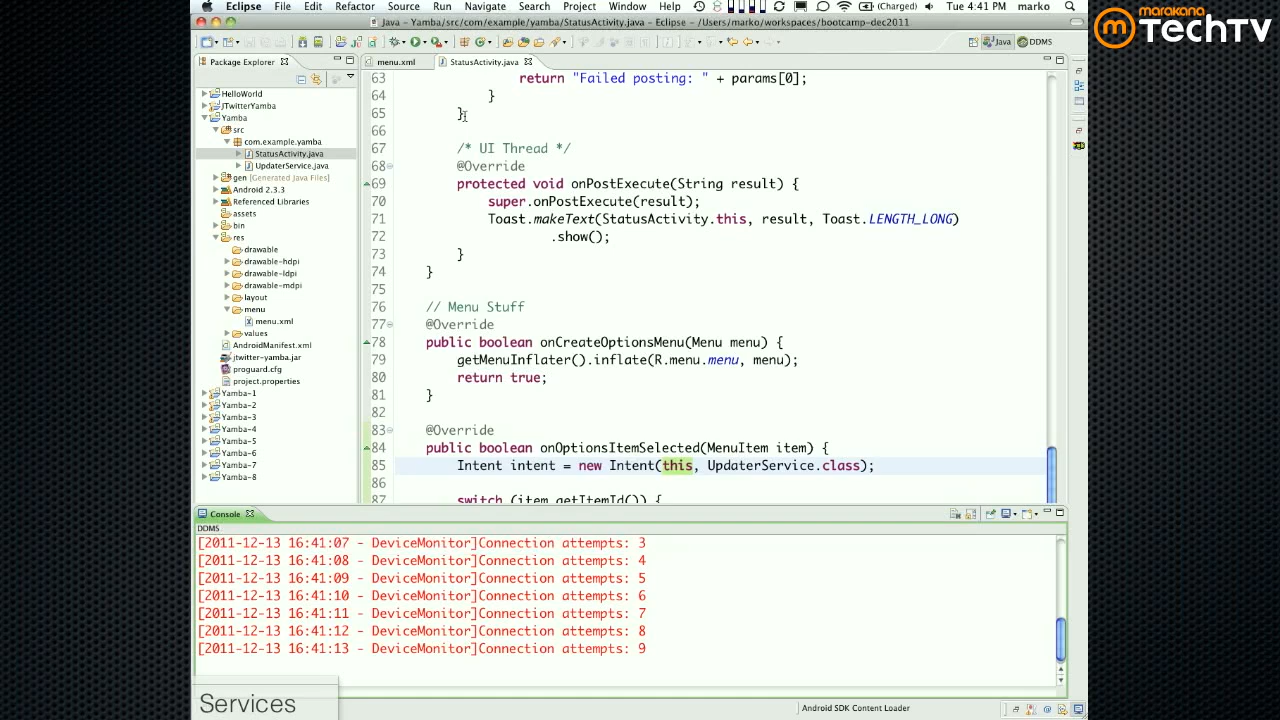 Eclipse File Edit Refactor Source Navigate Search Project Run Window Help (Charged) Tue 4:41 PM marko
Java – Yamba/src/com/example/yamba/StatusActivity.java – Eclipse – /Users/marko/workspaces/bootcamp-dec2011
marakana
TechTV
Java DDMS
Package Explorer
menu.xml StatusActivity.java
HelloWorld
JTwitterYamba
Yamba
src
com.example.yamba
StatusActivity.java
UpdaterService.java
gen [Generated Java Files]
Android 2.3.3
Referenced Libraries
assets
bin
res
drawable
drawable-hdpi
drawable-ldpi
drawable-mdpi
layout
menu
menu.xml
values
AndroidManifest.xml
jtwitter-yamba.jar
proguard.cfg
project.properties
Yamba-1
Yamba-2
Yamba-3
Yamba-4
Yamba-5
Yamba-6
Yamba-7
Yamba-8
63 return "Failed posting: " + params[0];
64 }
65 }
66
67 /* UI Thread */
68 @Override
69 protected void onPostExecute(String result) {
70 super.onPostExecute(result);
71 Toast.makeText(StatusActivity.this, result, Toast.LENGTH_LONG)
72 .show();
73 }
74 }
75
76 // Menu Stuff
77 @Override
78 public boolean onCreateOptionsMenu(Menu menu) {
79 getMenuInflater().inflate(R.menu.menu, menu);
80 return true;
81 }
82
83 @Override
84 public boolean onOptionsItemSelected(MenuItem item) {
85 Intent intent = new Intent(this, UpdaterService.class);
86
87 switch (item.getItemId()) {
Console
DDMS
[2011-12-13 16:41:07 - DeviceMonitor]Connection attempts: 3
[2011-12-13 16:41:08 - DeviceMonitor]Connection attempts: 4
[2011-12-13 16:41:09 - DeviceMonitor]Connection attempts: 5
[2011-12-13 16:41:10 - DeviceMonitor]Connection attempts: 6
[2011-12-13 16:41:11 - DeviceMonitor]Connection attempts: 7
[2011-12-13 16:41:12 - DeviceMonitor]Connection attempts: 8
[2011-12-13 16:41:13 - DeviceMonitor]Connection attempts: 9
Services
Android SDK Content Loader